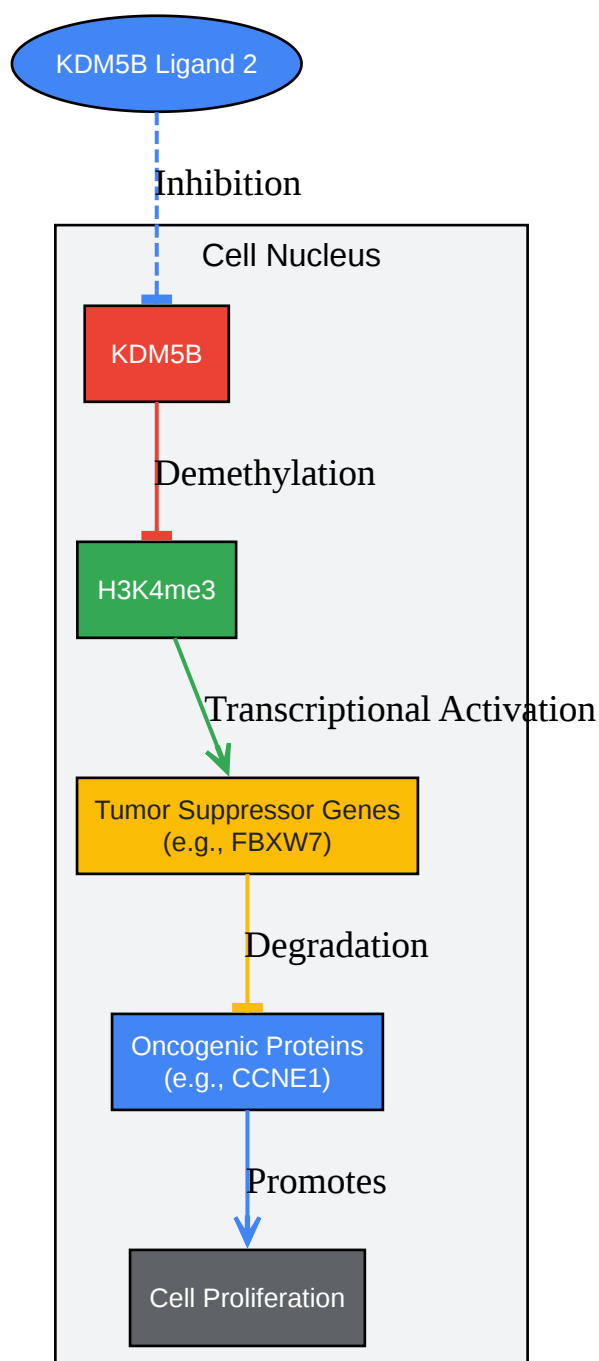 KDM5B Ligand 2
Inhibition
Cell Nucleus
KDM5B
Demethylation
H3K4me3
Transcriptional Activation
Tumor Suppressor Genes
(e.g., FBXW7)
Degradation
Oncogenic Proteins
(e.g., CCNE1)
Promotes
Cell Proliferation